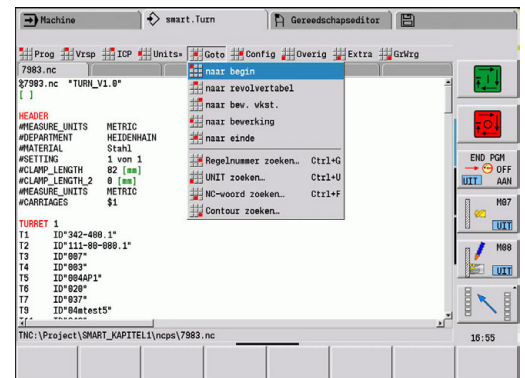 Machine
smart.Turn
Gereedschapseditor
Prog Vrsp ICP Units» Goto Config Overig Extra GrWrg
7983.nc
%7983.nc "TURN_V1.0"
[ ]
HEADER
#MEASURE_UNITS METRIC
#DEPARTMENT HEIDENHAIN
#MATERIAL Stahl
#SETTING 1 von 1
#CLAMP_LENGTH 82 [mm]
#CLAMP_LENGTH_2 0 [mm]
#MEASURE_UNITS METRIC
#CARRIAGES $1
TURRET 1
T1 ID"342-400.1"
T2 ID"111-80-080.1"
T3 ID"007"
T4 ID"003"
T5 ID"004AP1"
T6 ID"020"
T7 ID"037"
T9 ID"04mtest5"
naar begin
naar revolvertabel
naar bew. vkst.
naar bewerking
naar einde
Regelnummer zoeken… Ctrl+G
UNIT zoeken… Ctrl+U
NC-woord zoeken… Ctrl+F
Contour zoeken…
TNC:\Project\SMART_KAPITEL1\ncps\7983.nc
END PGM
OFF
UIT AAN
M07
UIT
M08
UIT
16:55